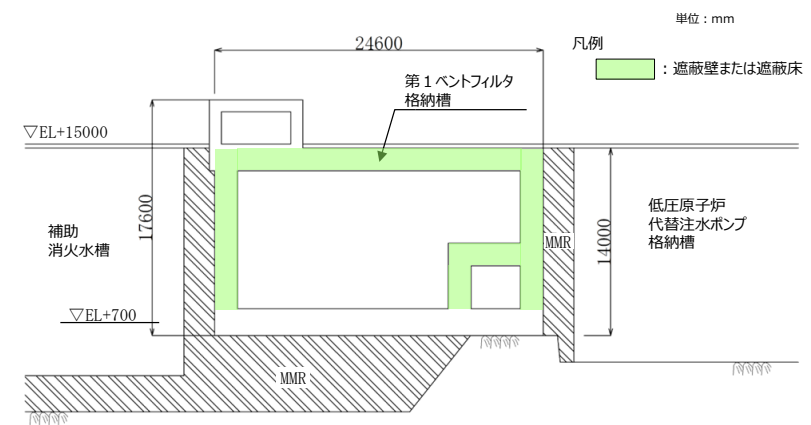 単位：mm
24600
凡例
：遮蔽壁または遮蔽床
第１ベントフィルタ
格納槽
▽EL+15000
17600
補助
消火水槽
MMR
14000
低圧原子炉
代替注水ポンプ
格納槽
▽EL+700
MMR